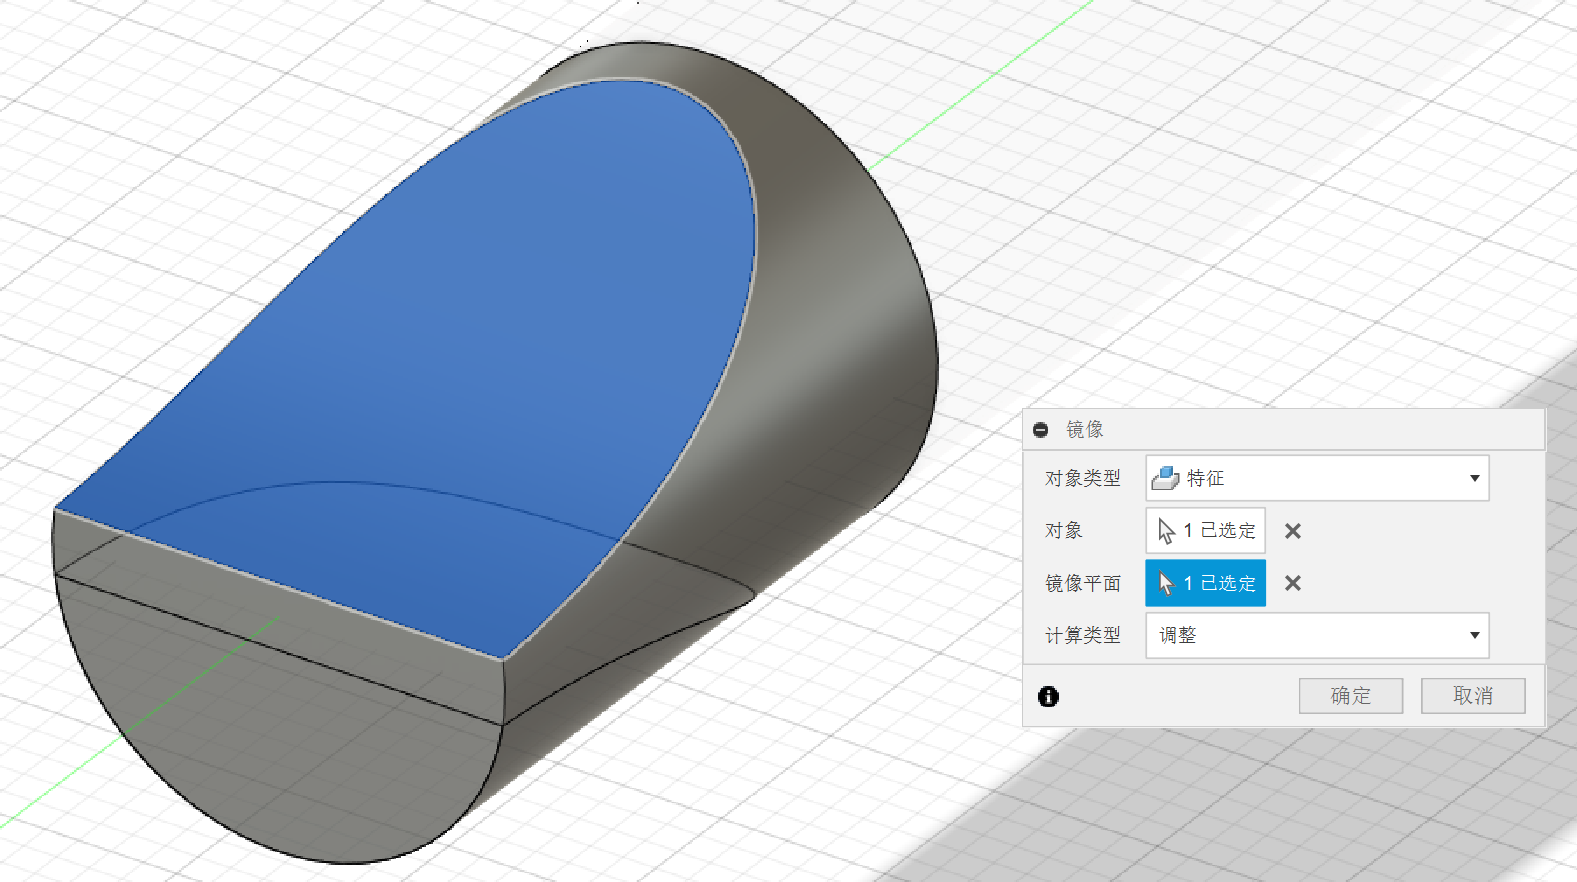 镜像
对象类型 特征
对象 1 已选定
镜像平面 1 已选定
计算类型 调整
确定 取消